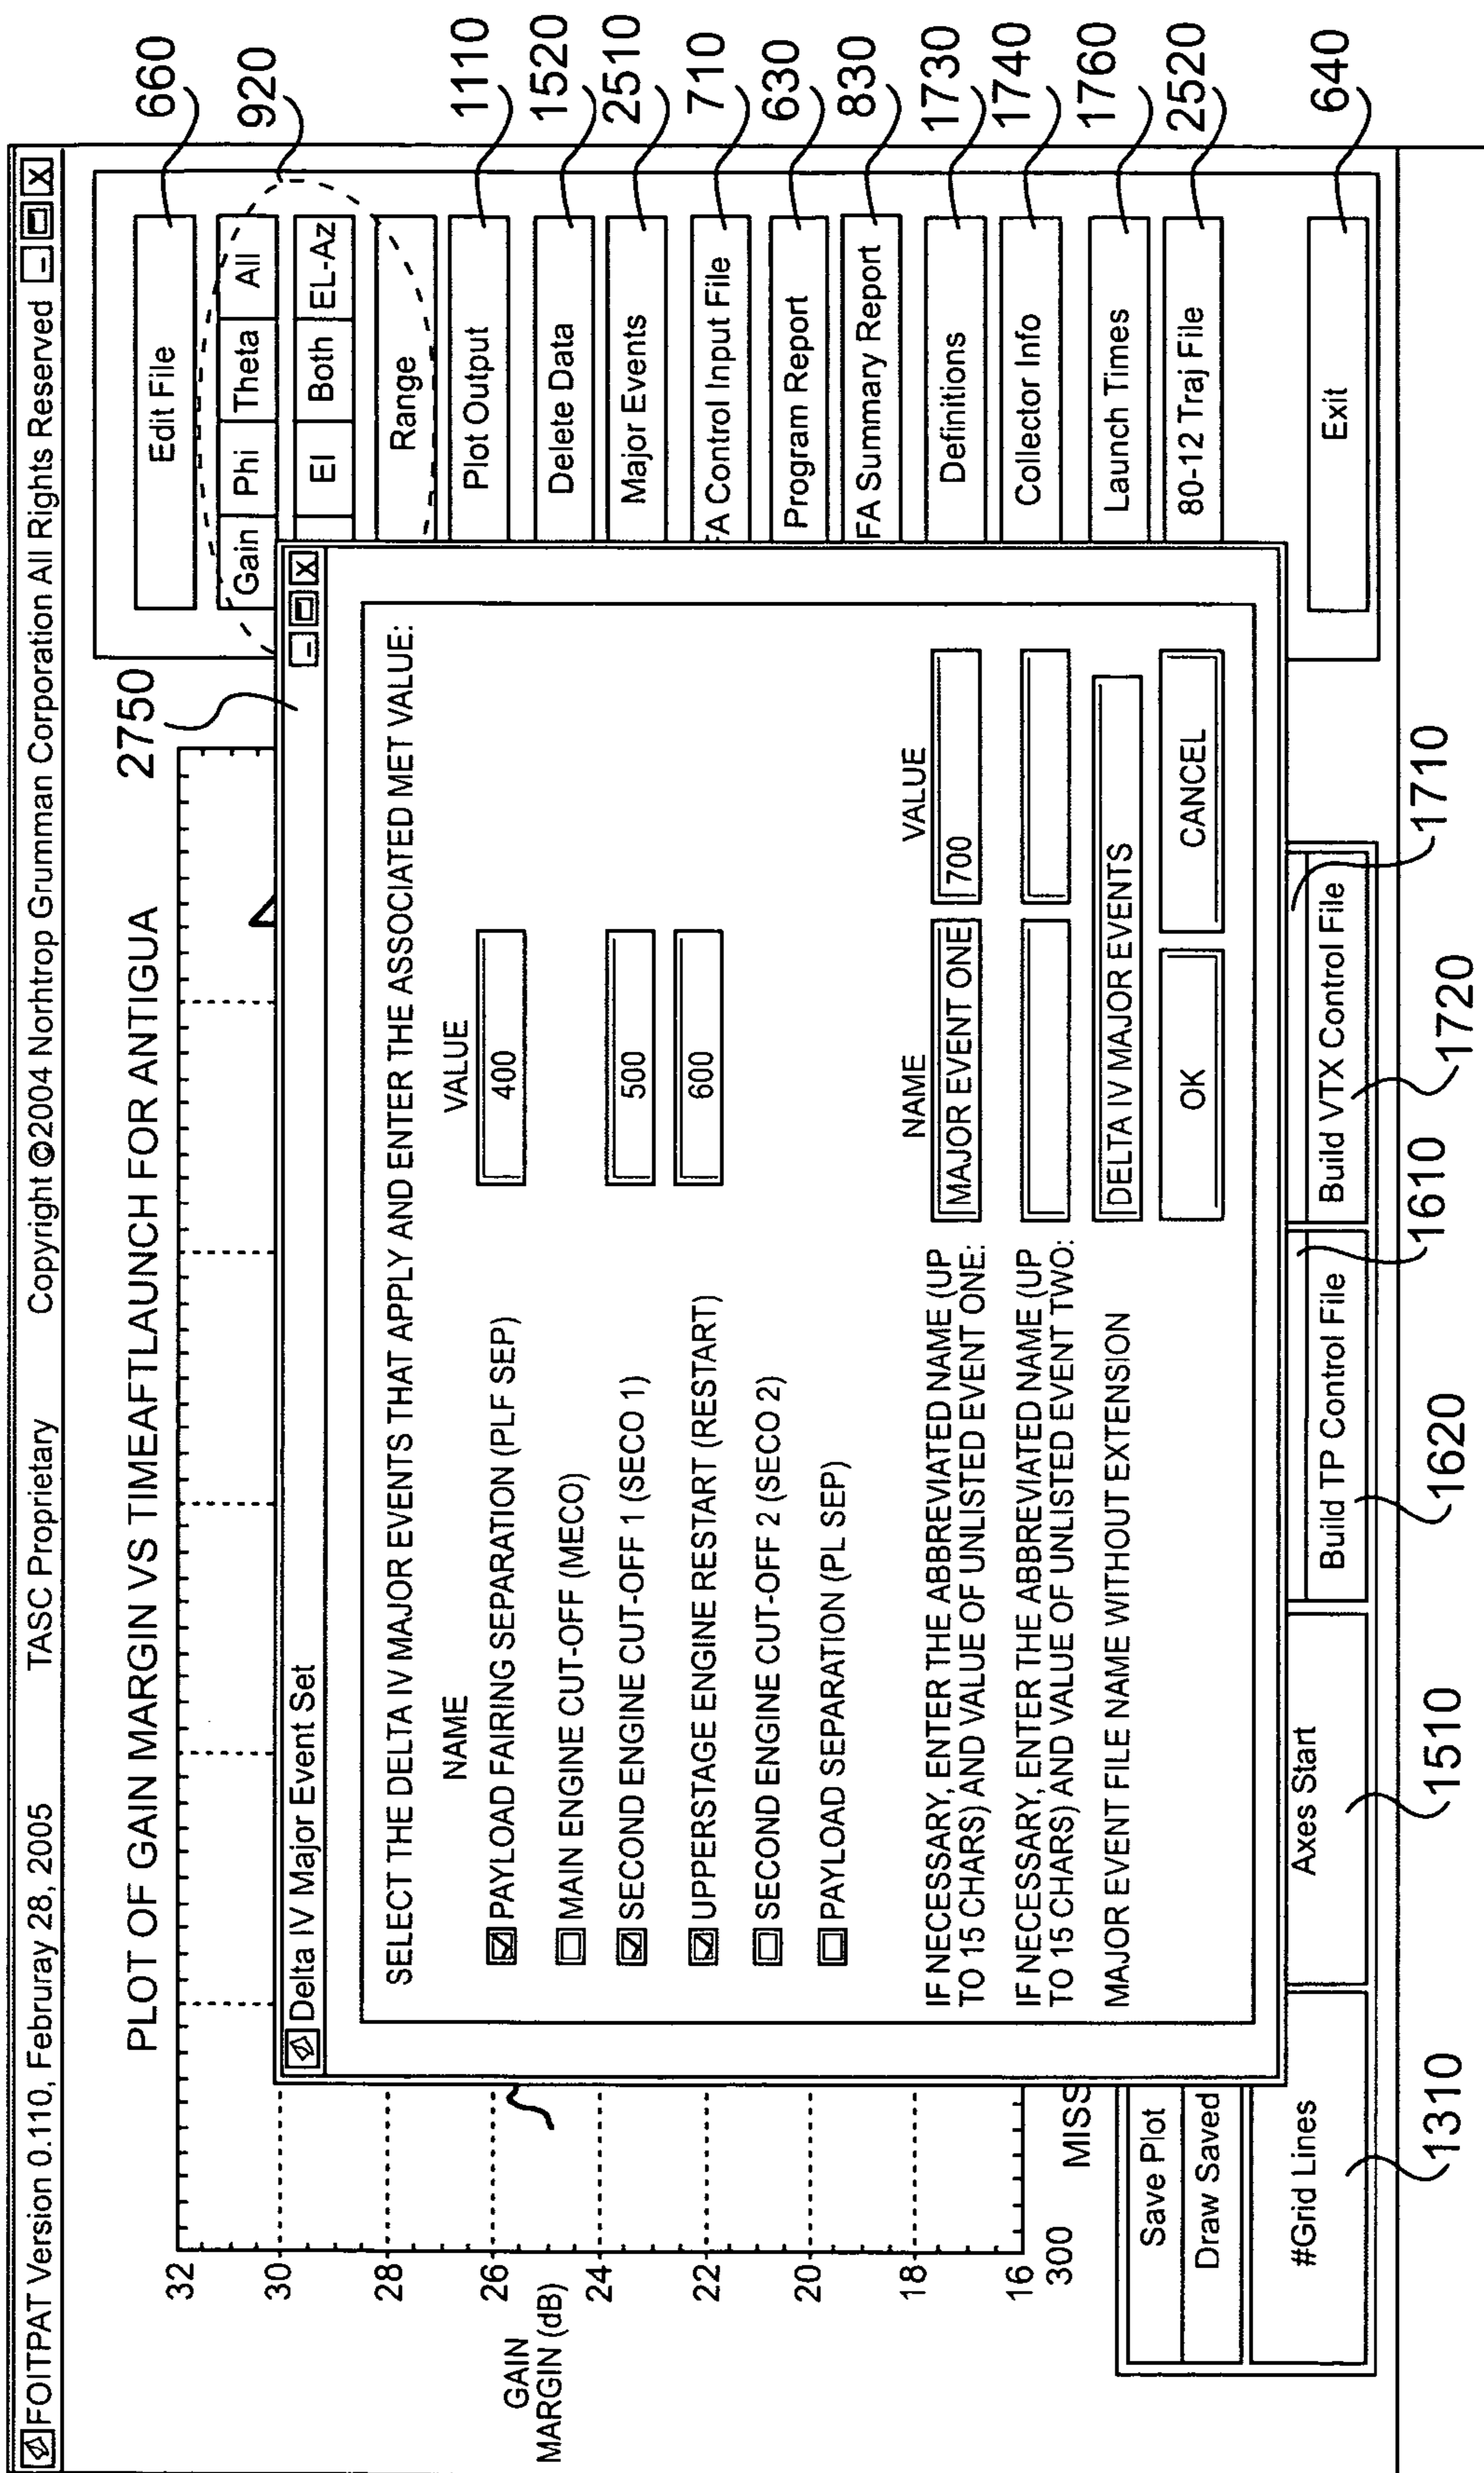 FOITPAT Version 0.110, Februray 28, 2005 TASC Proprietary Copyright ©2004 Norhtrop Grumman Corporation All Rights Reserved
PLOT OF GAIN MARGIN VS TIMEAFTLAUNCH FOR ANTIGUA
2750
32
30
28
26
24
22
20
18
16
GAIN
MARGIN (dB)
300
MISS
Delta IV Major Event Set
SELECT THE DELTA IV MAJOR EVENTS THAT APPLY AND ENTER THE ASSOCIATED MET VALUE:
NAME VALUE
PAYLOAD FAIRING SEPARATION (PLF SEP) 400
MAIN ENGINE CUT-OFF (MECO)
SECOND ENGINE CUT-OFF 1 (SECO 1) 500
UPPERSTAGE ENGINE RESTART (RESTART) 600
SECOND ENGINE CUT-OFF 2 (SECO 2)
PAYLOAD SEPARATION (PL SEP)
NAME VALUE
IF NECESSARY, ENTER THE ABBREVIATED NAME (UP
TO 15 CHARS) AND VALUE OF UNLISTED EVENT ONE: MAJOR EVENT ONE 700
IF NECESSARY, ENTER THE ABBREVIATED NAME (UP
TO 15 CHARS) AND VALUE OF UNLISTED EVENT TWO:
MAJOR EVENT FILE NAME WITHOUT EXTENSION DELTA IV MAJOR EVENTS
OK CANCEL
Edit File 660
Gain Phi Theta All 920
El Both EL-Az
Range
Plot Output 1110
Delete Data 1520
Major Events 2510
FA Control Input File 710
Program Report 630
FA Summary Report 830
Definitions 1730
Collector Info 1740
Launch Times 1760
80-12 Traj File 2520
Exit 640
Save Plot
Draw Saved
#Grid Lines
Axes Start
Build TP Control File
Build VTX Control File
1310
1510
1620
1610
1720
1710